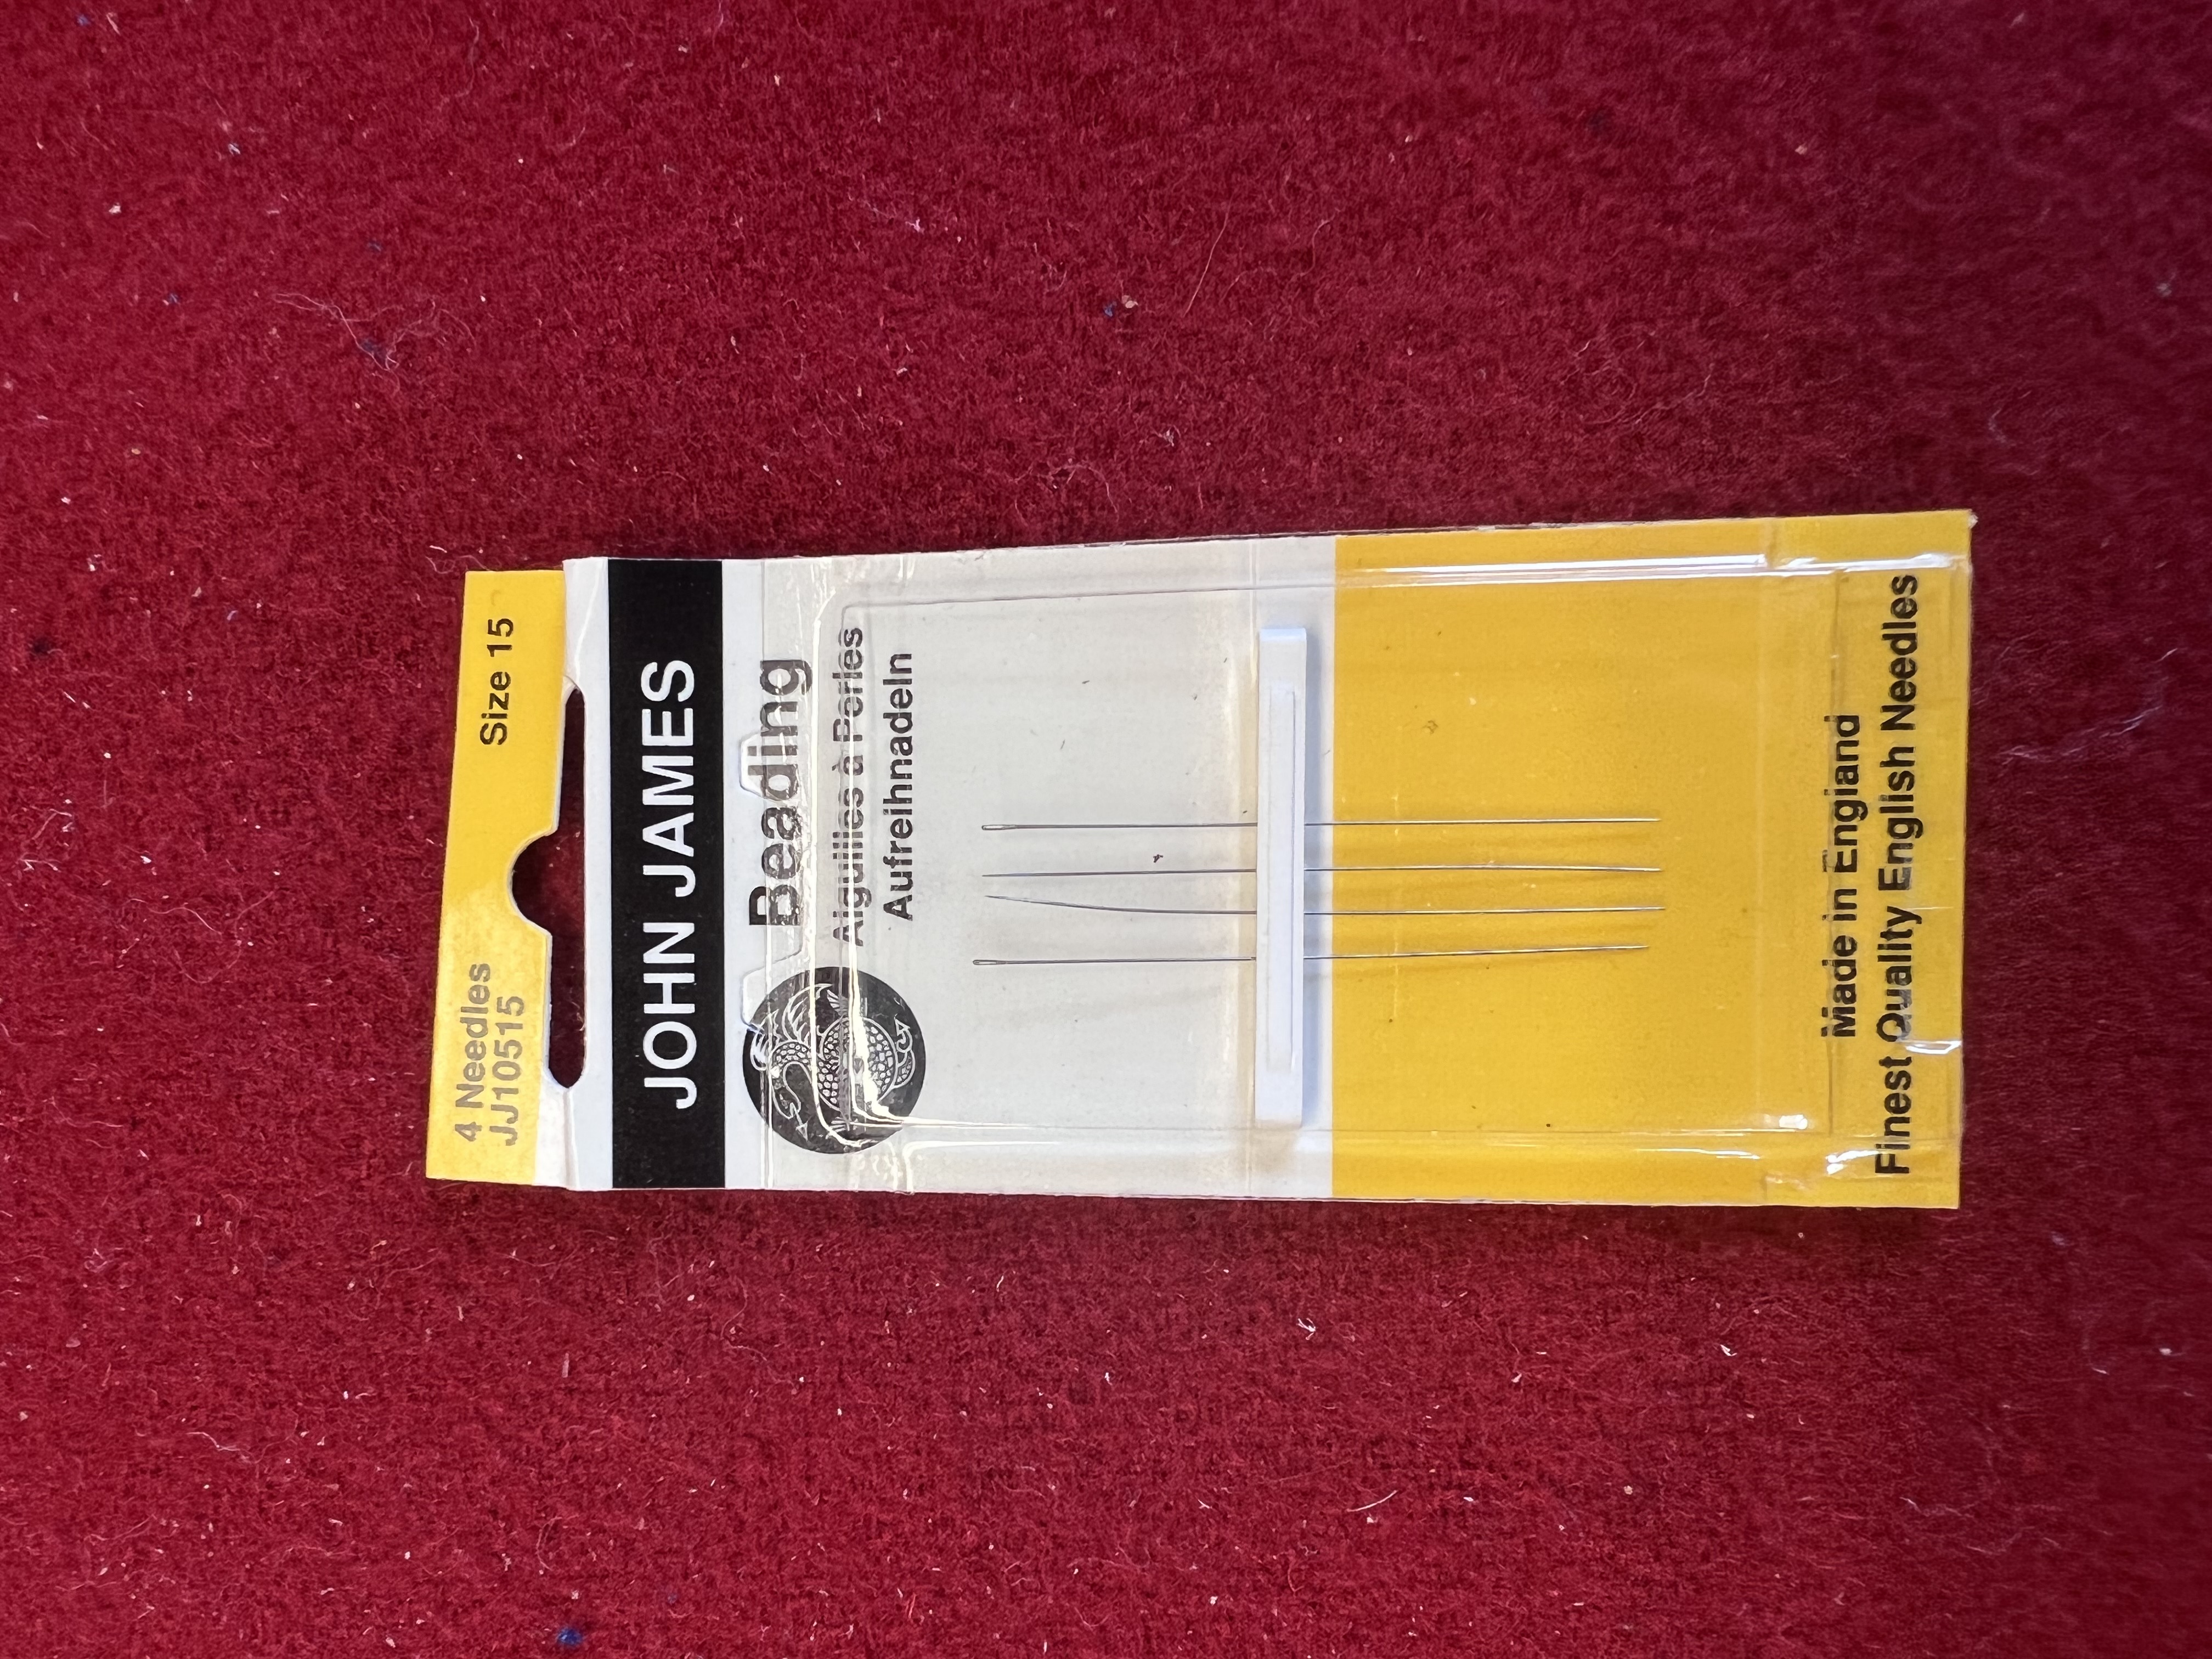 4 Needles Size 15
JJ10515
JOHN JAMES
Beading
Aiguilles à Perles
Aufreihnadeln
Made in England
Finest Quality English Needles